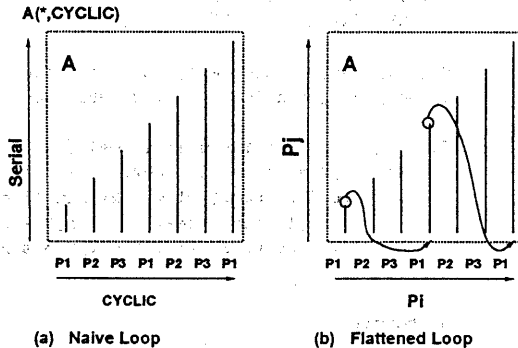 A(*,CYCLIC)
A
Serial
P1 P2 P3 P1 P2 P3 P1
CYCLIC
(a) Naive Loop
A
Pj
P1 P2 P3 P1 P2 P3 P1
Pi
(b) Flattened Loop